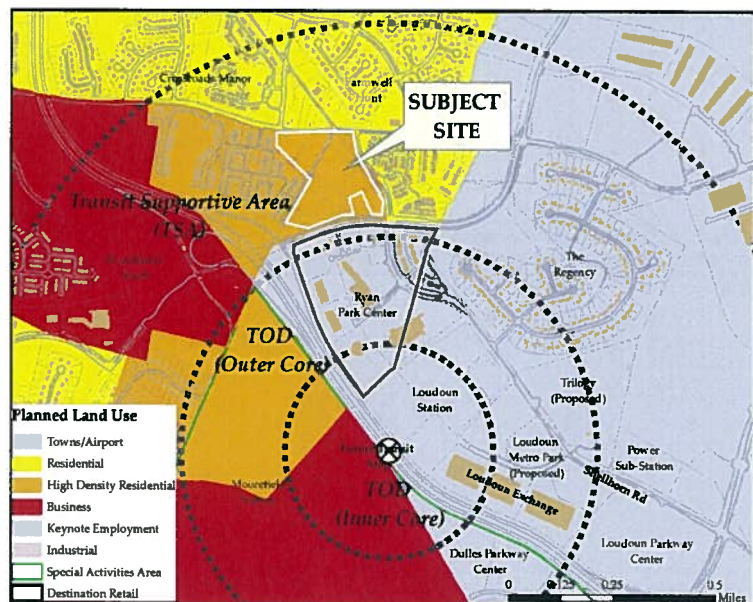 Crossroads Manor
SUBJECT
SITE
Transit Supportive Area
(TSA)
The
Regency
Ryan
Park Center
TOD
(Outer Core)
Loudoun
Station
Trilogy
(Proposed)
Planned Land Use
Towns/Airport
Residential
High Density Residential
Business
Keynote Employment
Industrial
Special Activities Area
Destination Retail
Loudoun
Metro Park
(Proposed)
Power
Sub-Station
Shellhorn Rd
Loudoun Exchange
TOD
(Inner Core)
Dulles Parkway
Center
Loudoun Parkway
Center
0 0.125 0.25 0.5
Miles